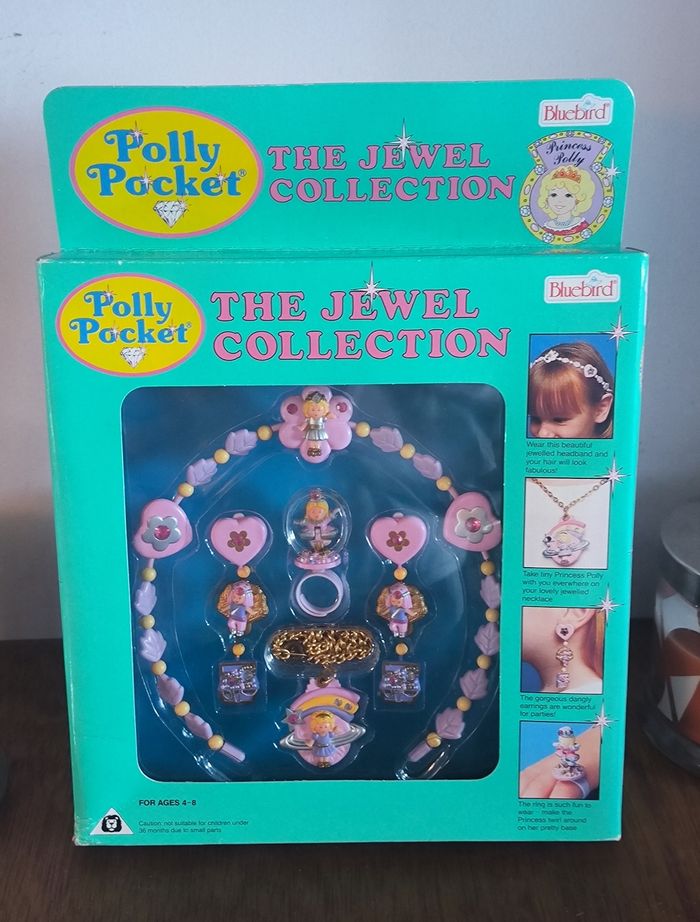 Polly
Pocket®
THE JEWEL
COLLECTION
Bluebird®
Princess
Polly
Polly
Pocket®
THE JEWEL
COLLECTION
Bluebird®
Wear this beautiful
jewelled headband and
your hair will look
fabulous!
Take tiny Princess Polly
with you everywhere on
your lovely jewelled
necklace
The gorgeous dangly
earrings are wonderful
for parties!
The ring is such fun to
wear – make the
Princess twirl around
on her pretty base
FOR AGES 4–8
Caution: not suitable for children under
36 months due to small parts